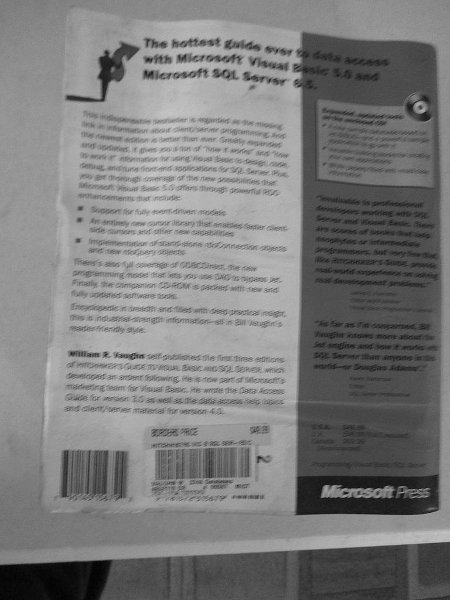 The hottest guide ever to data access
with Microsoft Visual Basic 5.0 and
Microsoft SQL Server 6.5.
This indispensable bestseller is regarded as the missing
link in information about client/server programming. And
the newest edition is better than ever. Greatly expanded
and updated, it gives you a ton of "how it works" and "how
to work it" information for using Visual Basic to design, code,
debug, and tune front-end applications for SQL Server. Plus,
you get thorough coverage of the new possibilities that
Microsoft Visual Basic 5.0 offers through powerful RDO
enhancements that include:
Support for fully event-driven models
An entirely new cursor library that enables faster client-
side cursors and other new capabilities
Implementation of stand-alone rdoConnection objects
and new rdoQuery objects
There's also full coverage of ODBCDirect, the new
programming model that lets you use DAO to bypass Jet.
Finally, the companion CD-ROM is packed with new and
fully updated software tools.
Encyclopedic in breadth and filled with deep practical insight,
this is industrial-strength information—all in Bill Vaughn's
reader-friendly style.
William R. Vaughn self-published the first three editions
of HITCHHIKER'S GUIDE TO VISUAL BASIC AND SQL SERVER, which
developed an ardent following. He is now part of Microsoft's
marketing team for Visual Basic. He wrote the Data Access
Guide for version 3.0 as well as the data access help topics
and client/server material for version 4.0.
BORDERS PRICE $49.99
"Invaluable to professional
developers working with SQL
Server and Visual Basic. There
are scores of books that help
neophytes or intermediate
programmers, but very few that,
like HITCHHIKER'S GUIDE, provide
real-world expertise on solving
real development problems."
"As far as I'm concerned, Bill
Vaughn knows more about the
Jet engine and how it works with
SQL Server than anyone in the
world—or Douglas Adams'."
U.S.A.
U.K.
Canada
Programming/Visual Basic/SQL Server
Microsoft Press